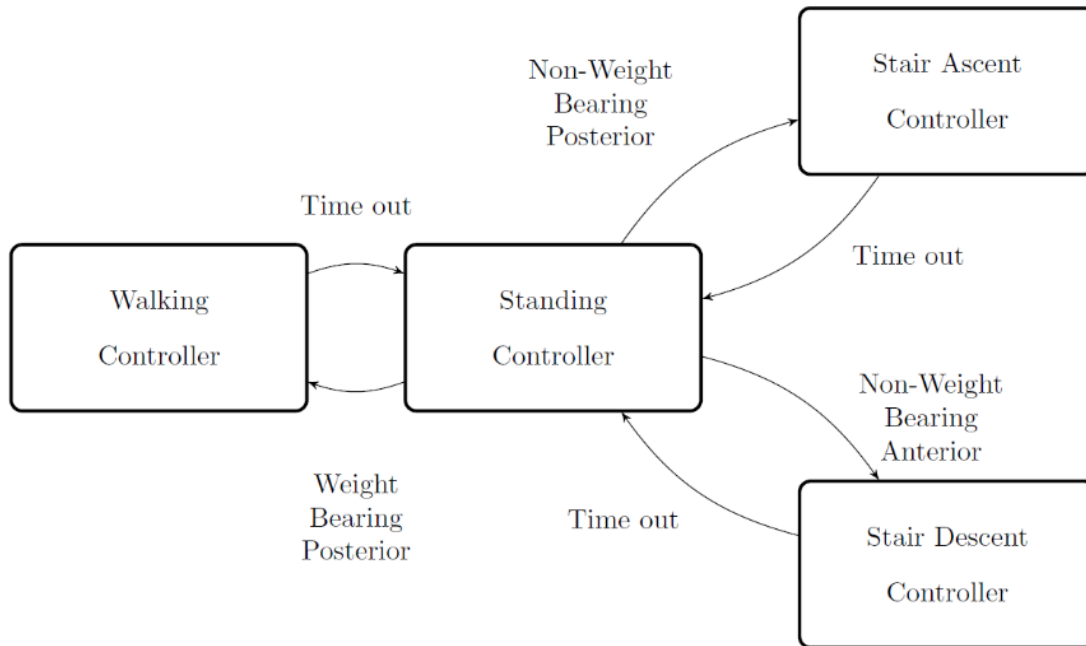 Non-Weight
Bearing
Posterior
Stair Ascent
Controller
Time out
Time out
Walking
Controller
Standing
Controller
Non-Weight
Bearing
Anterior
Weight
Bearing
Posterior
Time out
Stair Descent
Controller